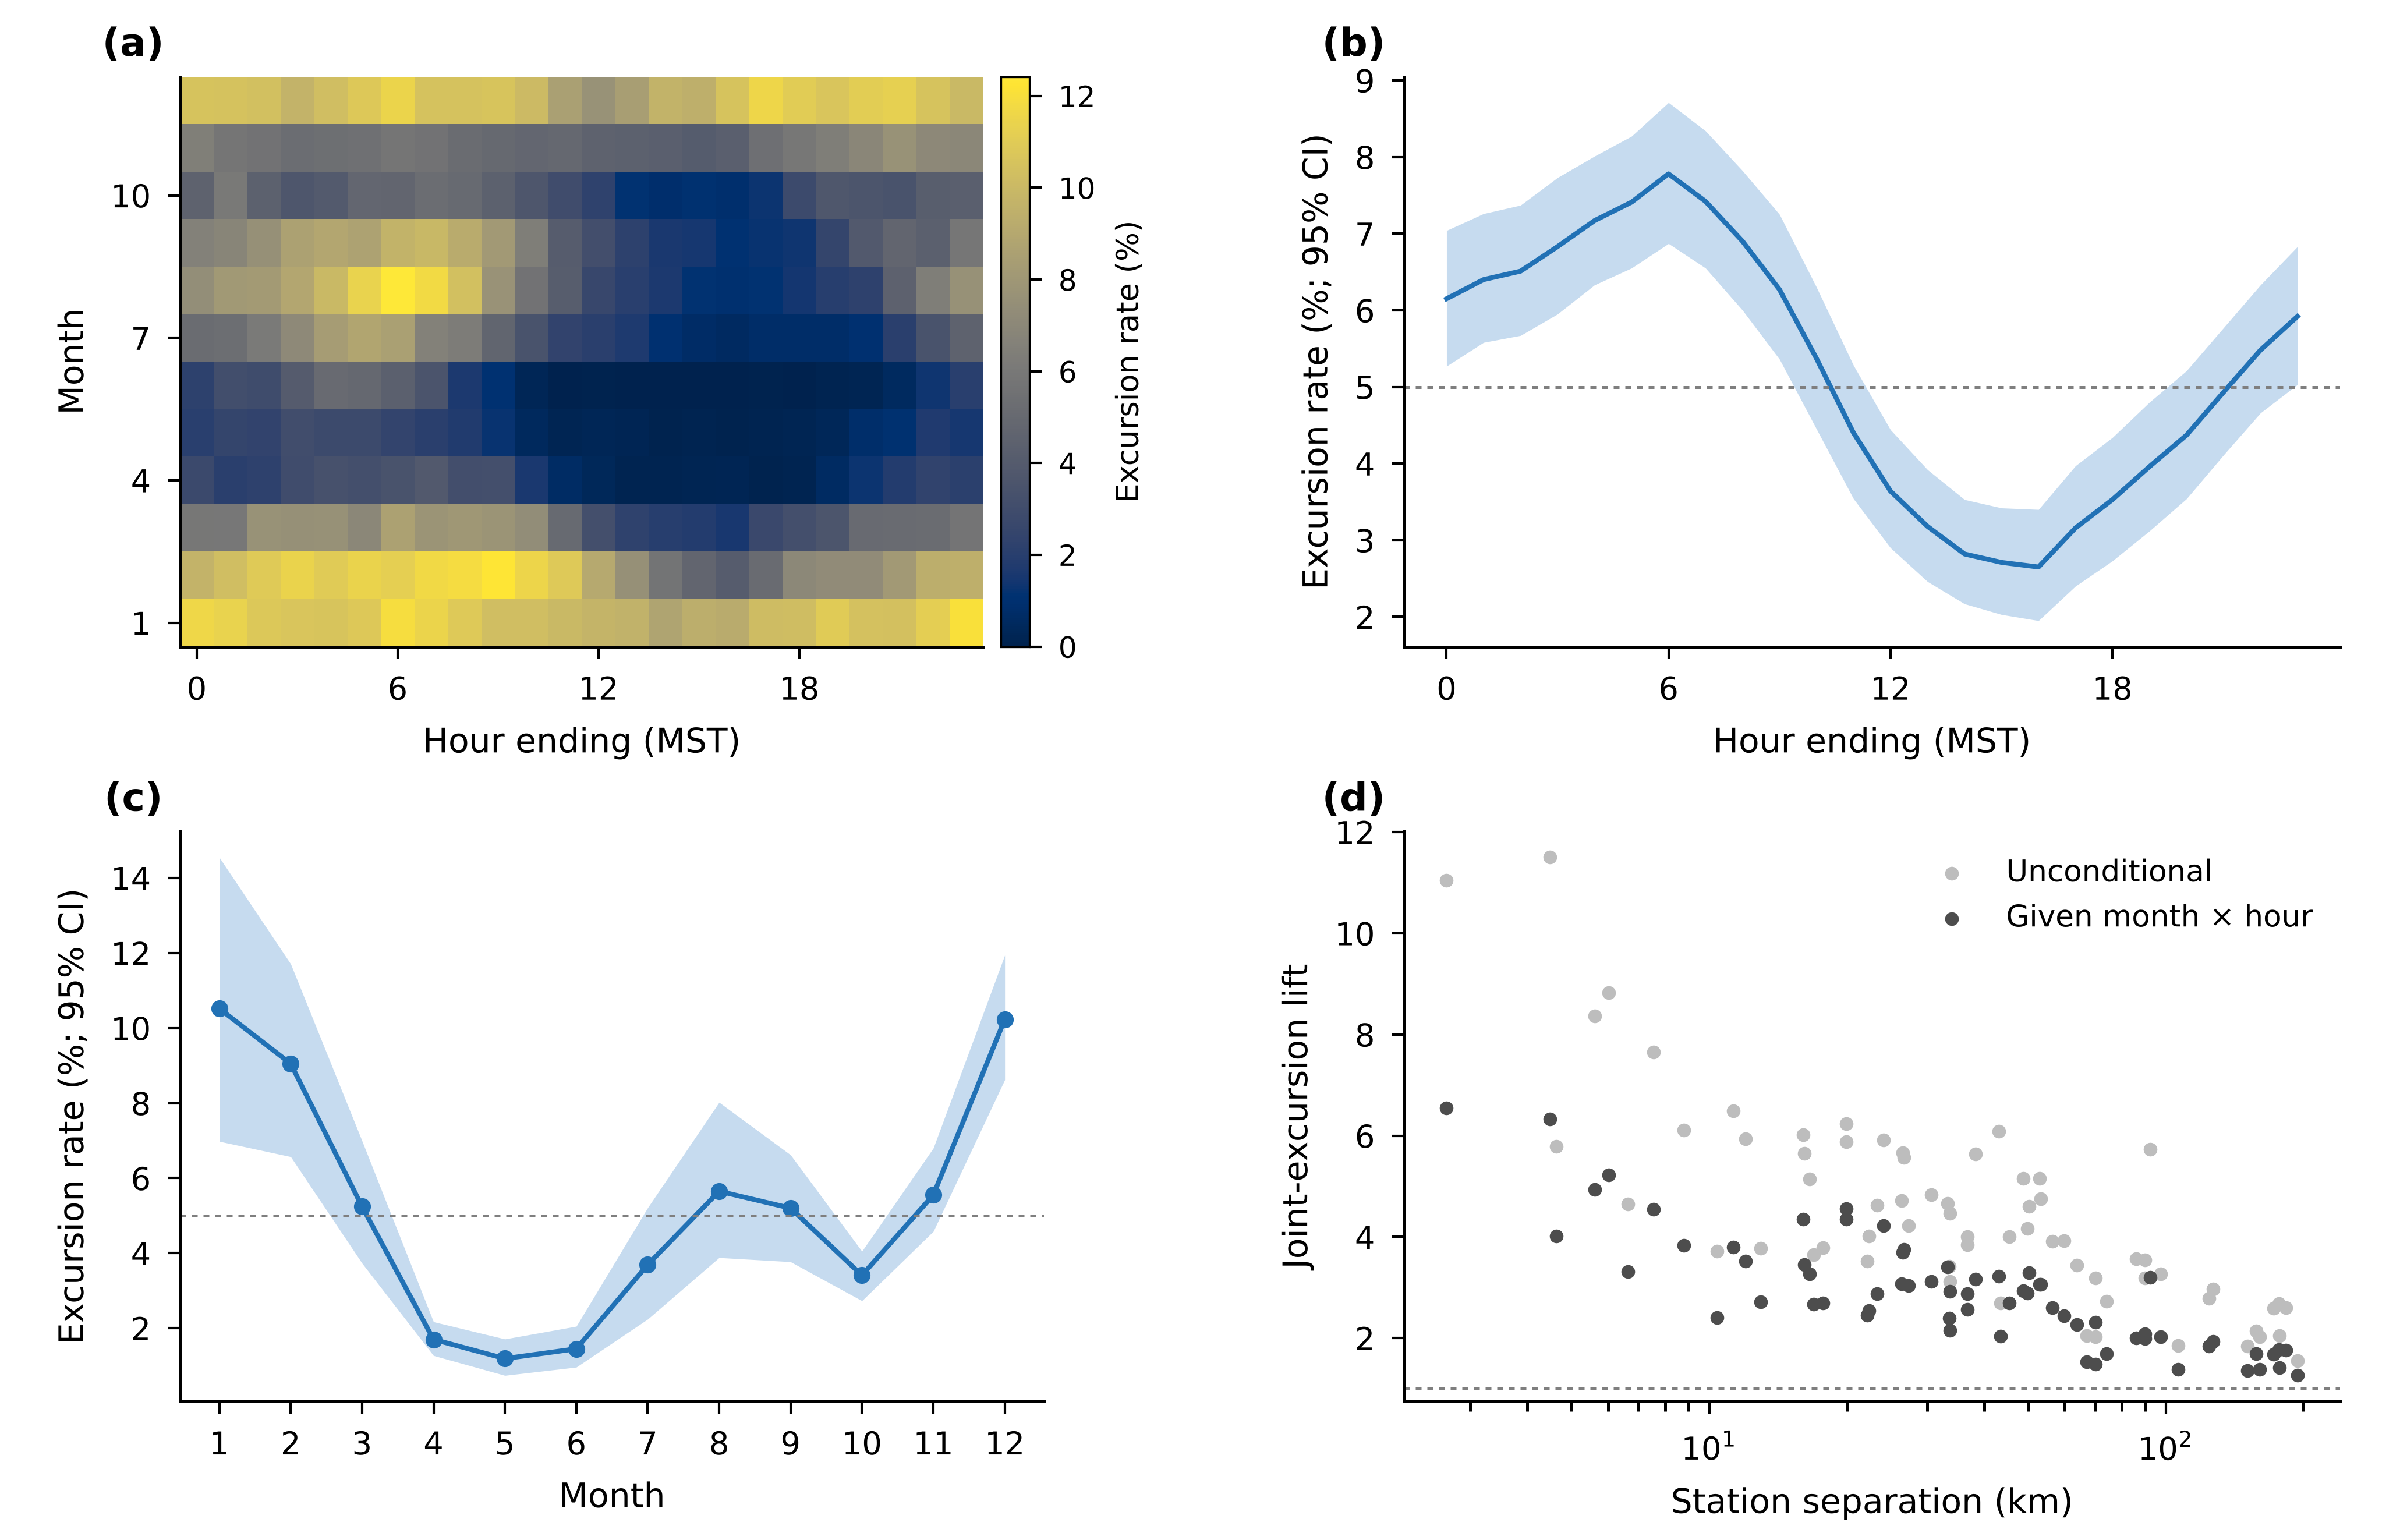 (a)
10
7
4
1
Month
0 6 12 18
Hour ending (MST)
12
10
8
6
4
2
0
Excursion rate (%)
(b)
9
8
7
6
5
4
3
2
Excursion rate (%; 95% CI)
0 6 12 18
Hour ending (MST)
(c)
14
12
10
8
6
4
2
Excursion rate (%; 95% CI)
1 2 3 4 5 6 7 8 9 10 11 12
Month
(d)
12
10
8
6
4
2
Joint-excursion lift
Unconditional
Given month × hour
10¹ 10²
Station separation (km)